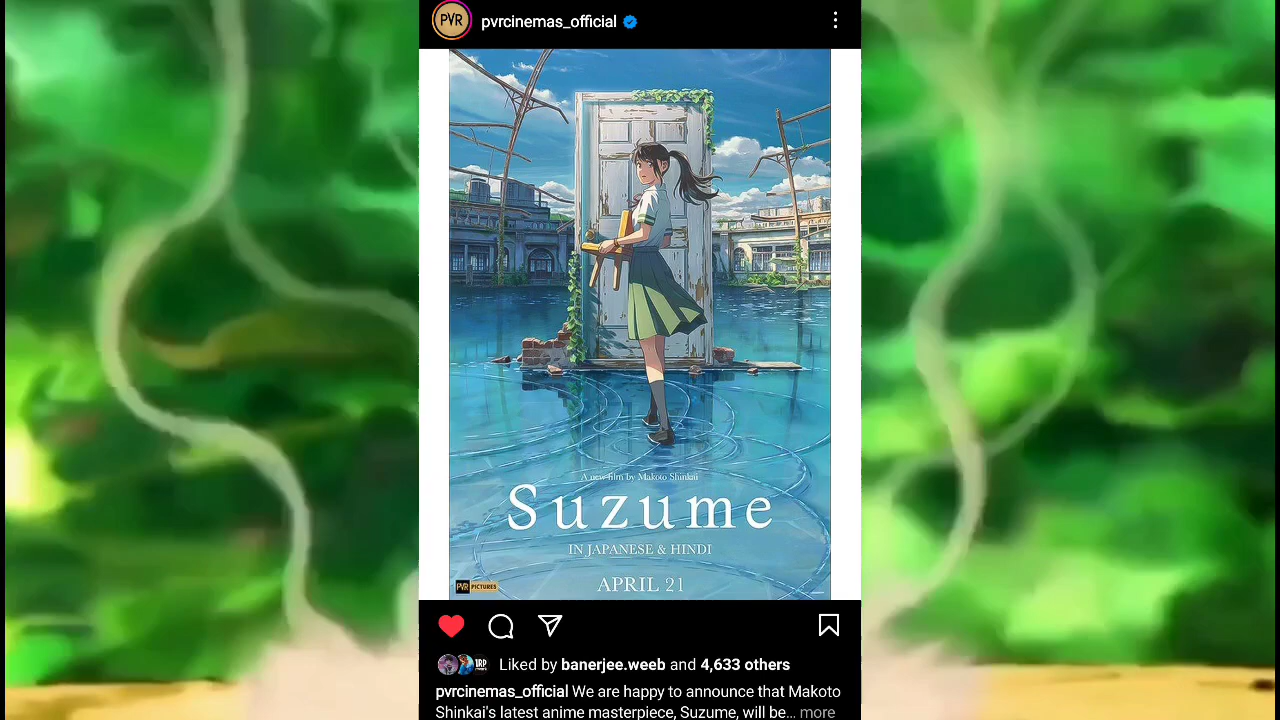 PVR
pvrcinemas_official
A new film by Makoto Shinkai
Suzume
IN JAPANESE & HINDI
APRIL 21
PVR PICTURES
Liked by banerjee.weeb and 4,633 others
pvrcinemas_official We are happy to announce that Makoto
Shinkai's latest anime masterpiece, Suzume, will be... more